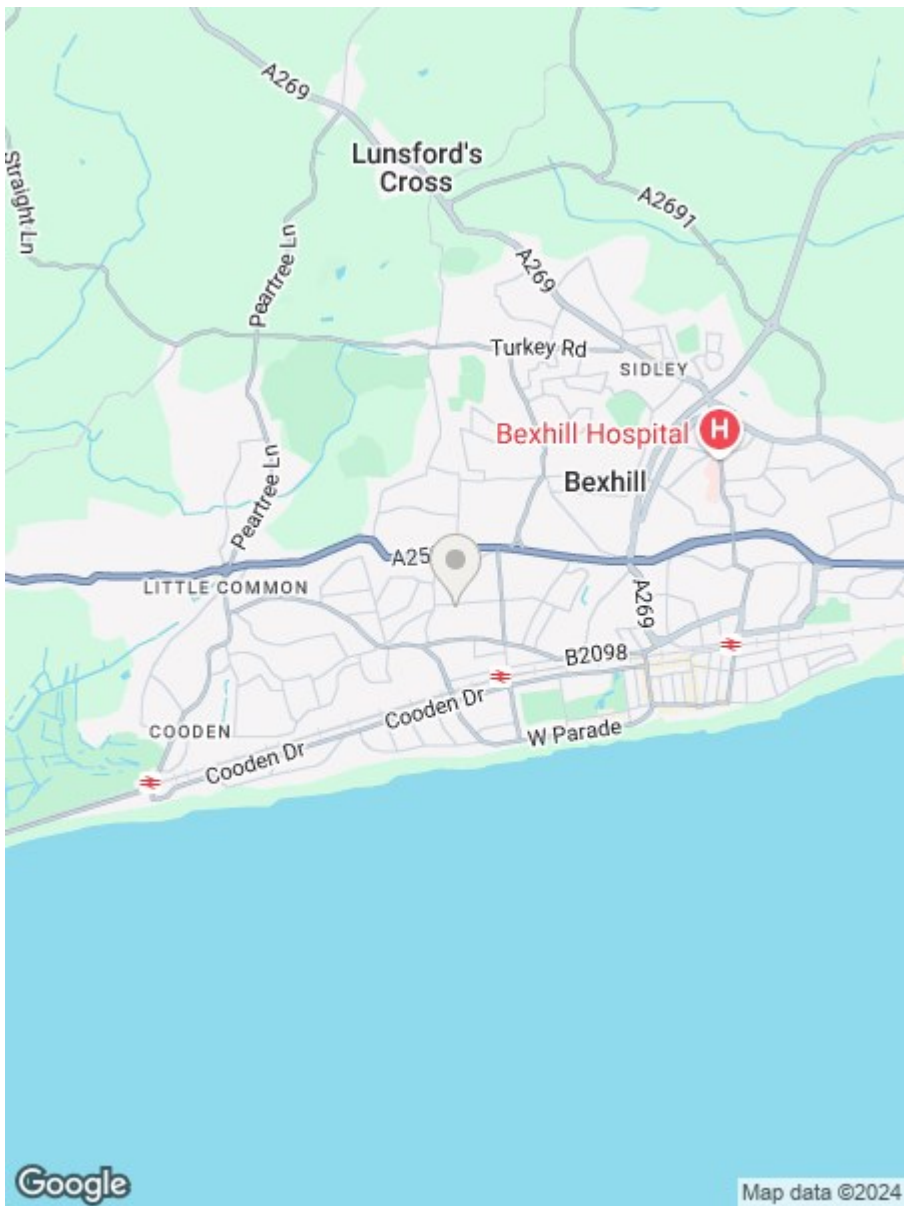 A269
Lunsford's
Cross
Straight Ln
A2691
Peartree Ln
A269
Turkey Rd
SIDLEY
Bexhill Hospital
H
Bexhill
Peartree Ln
A25
LITTLE COMMON
A269
B2098
Cooden Dr
W Parade
COODEN
Cooden Dr
Google
Map data ©2024